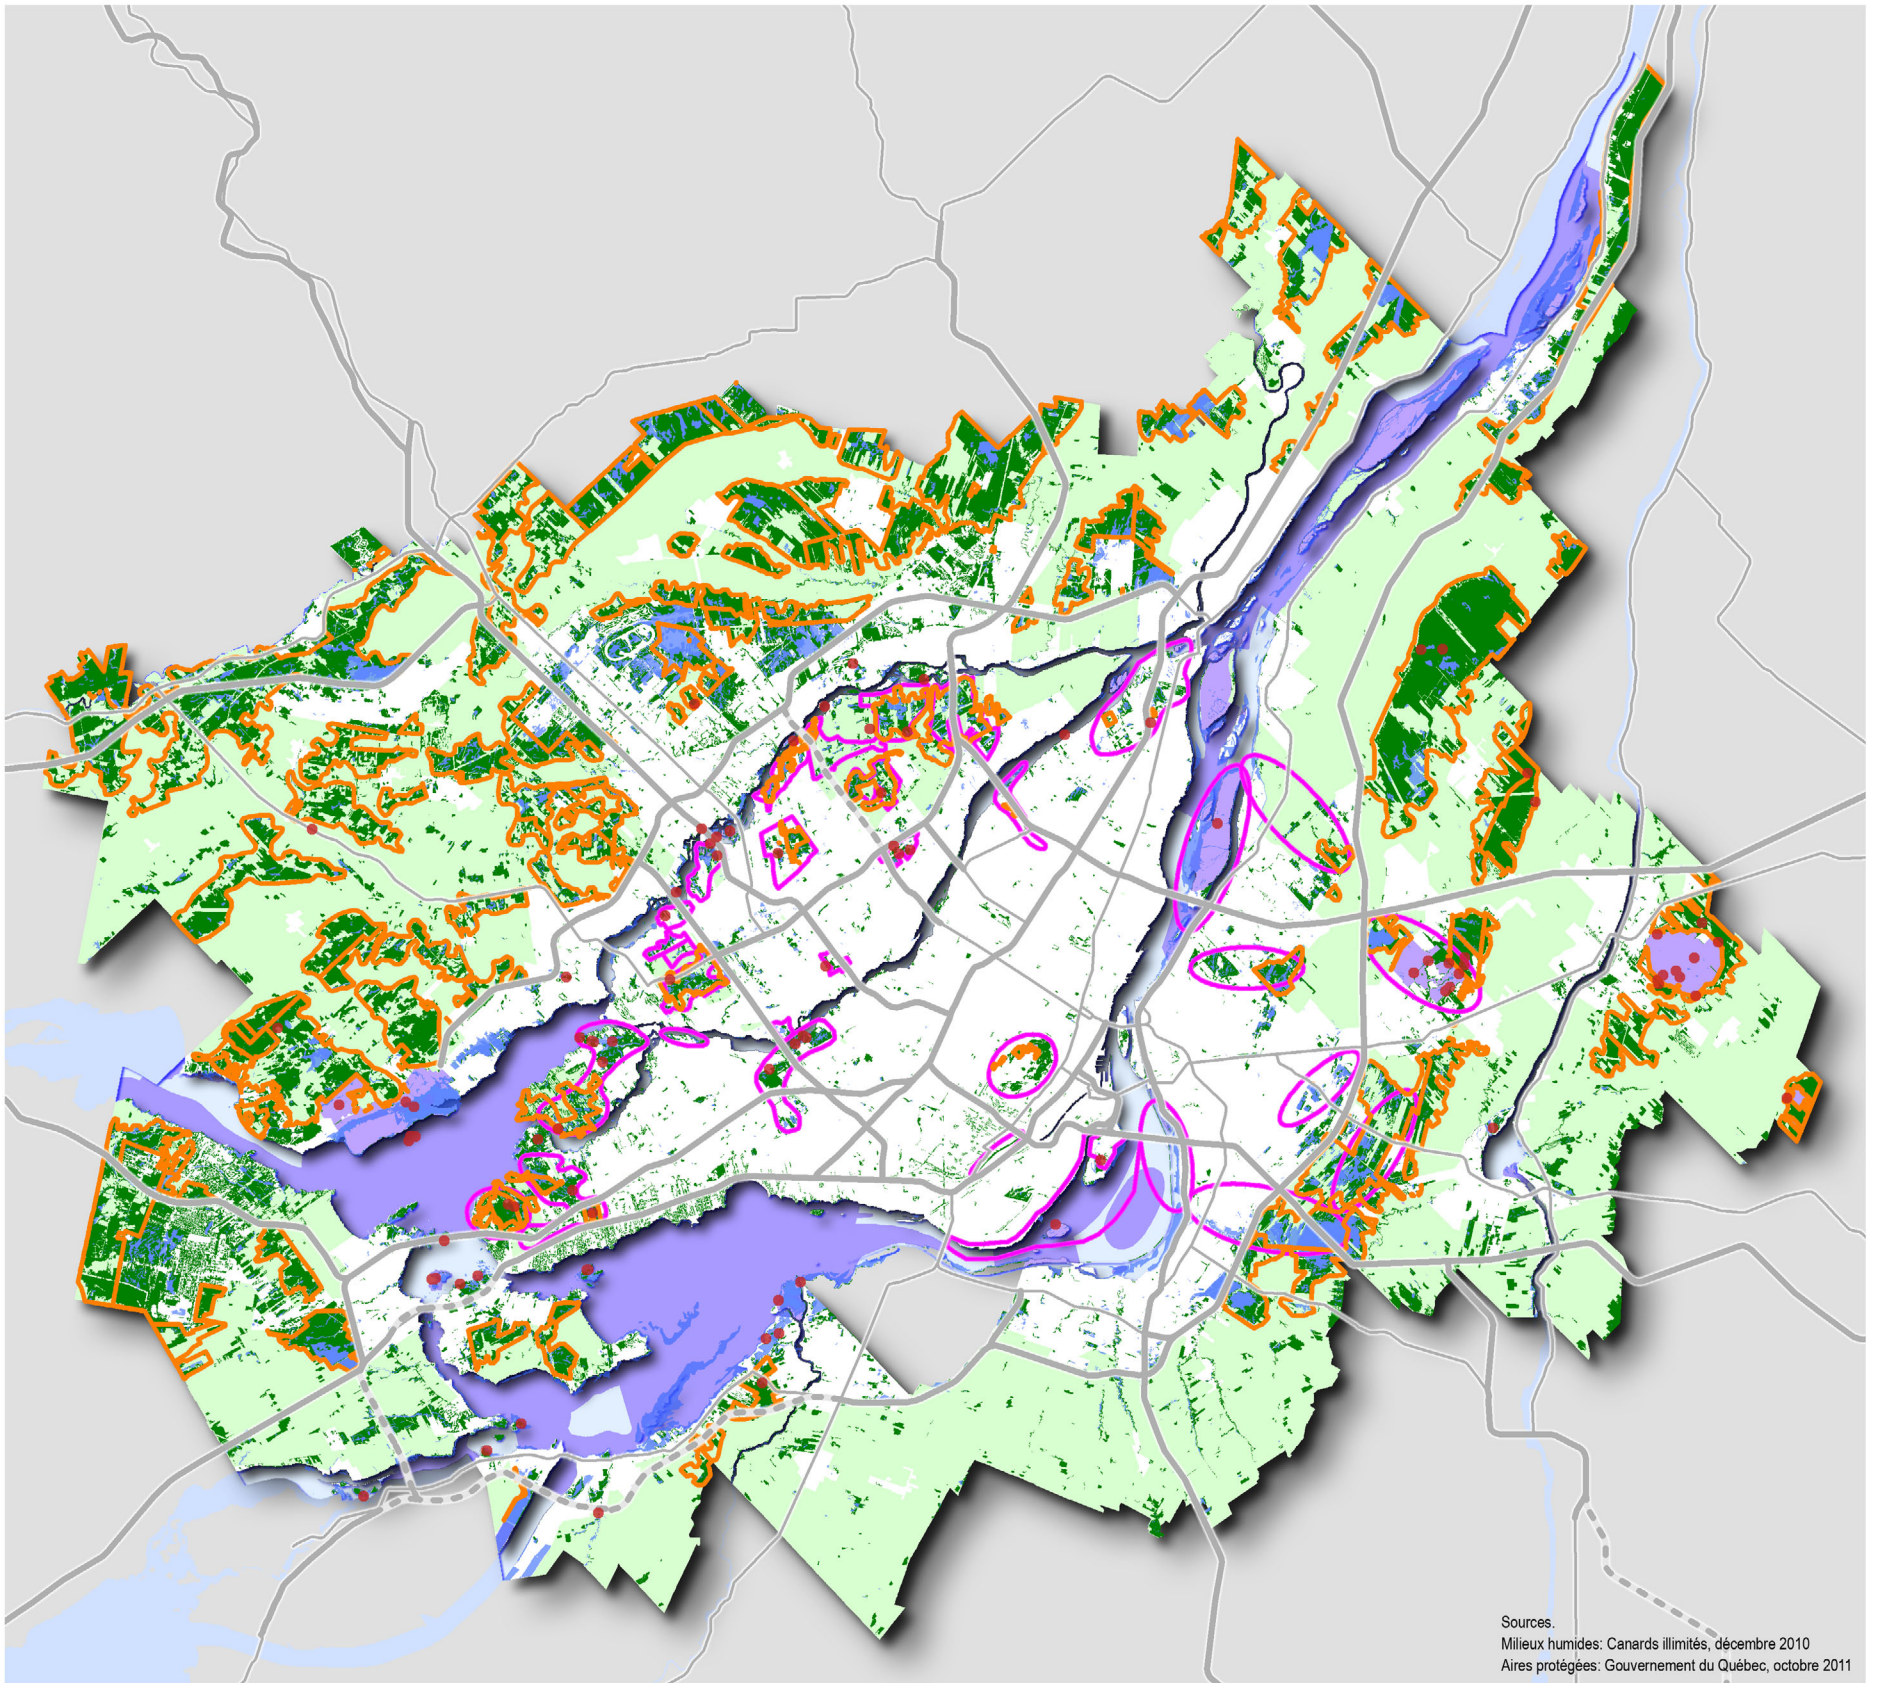 Sources.
Milieux humides: Canards illimités, décembre 2010
Aires protégées: Gouvernement du Québec, octobre 2011